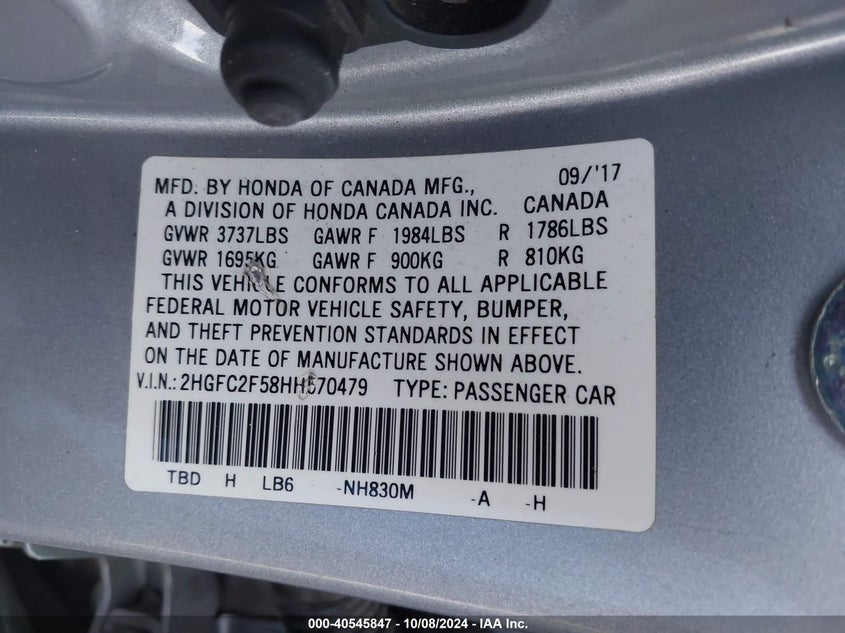 MFD. BY HONDA OF CANADA MFG., 09/'17
A DIVISION OF HONDA CANADA INC. CANADA
GVWR 3737LBS GAWR F 1984LBS R 1786LBS
GVWR 1695KG GAWR F 900KG R 810KG
THIS VEHICLE CONFORMS TO ALL APPLICABLE
FEDERAL MOTOR VEHICLE SAFETY, BUMPER,
AND THEFT PREVENTION STANDARDS IN EFFECT
ON THE DATE OF MANUFACTURE SHOWN ABOVE.
V.I.N.: 2HGFC2F58HH570479 TYPE: PASSENGER CAR
TBD H LB6 -NH830M -A -H
000-40545847 - 10/08/2024 - IAA Inc.